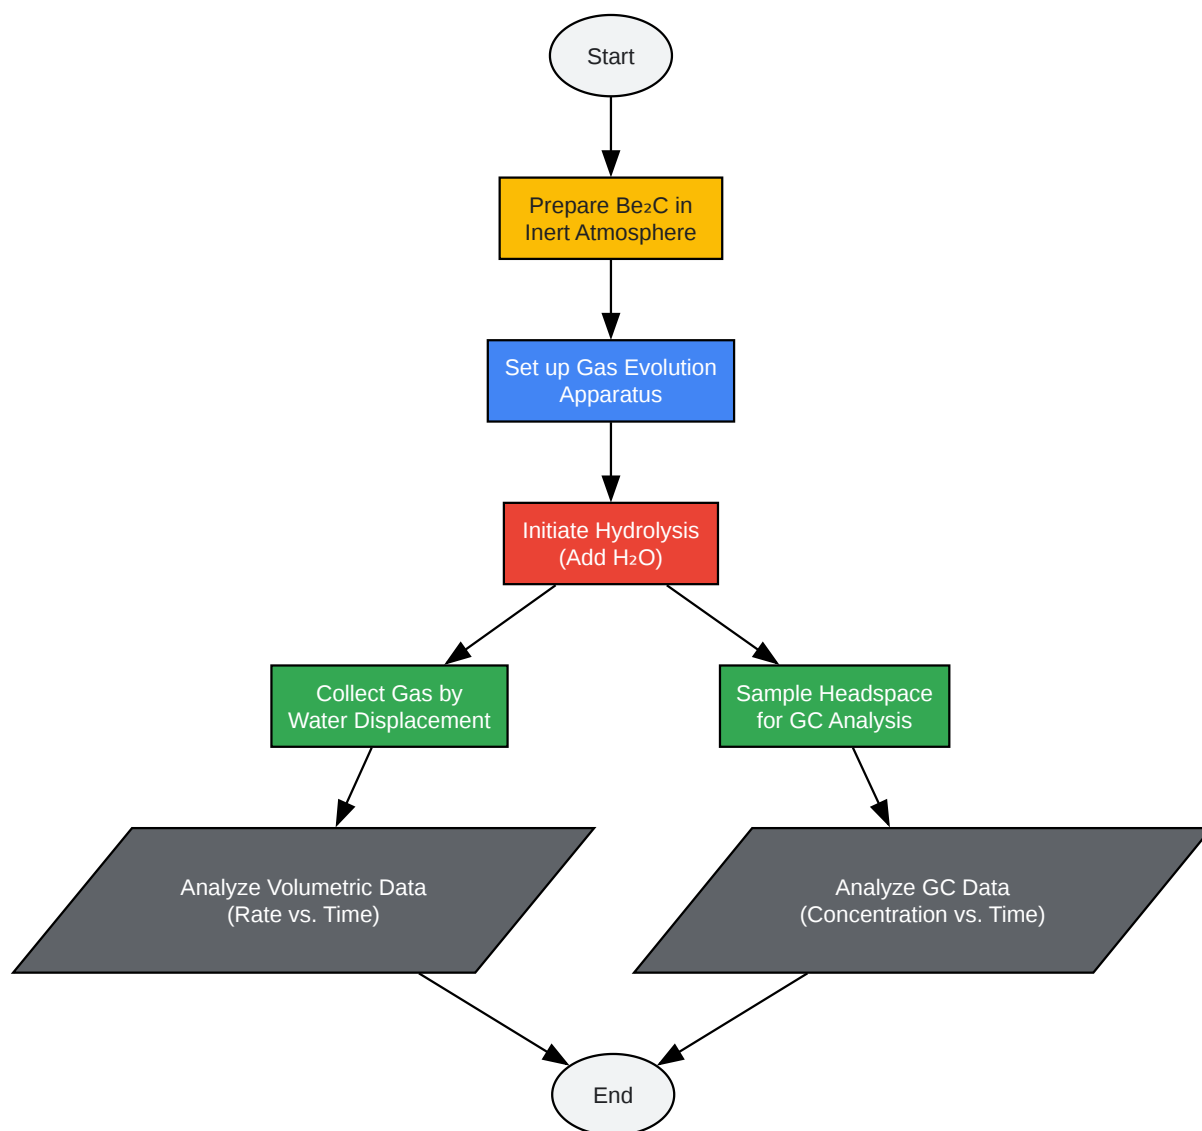 Start
Prepare Be₂C in
Inert Atmosphere
Set up Gas Evolution
Apparatus
Initiate Hydrolysis
(Add H₂O)
Collect Gas by
Water Displacement
Sample Headspace
for GC Analysis
Analyze Volumetric Data
(Rate vs. Time)
Analyze GC Data
(Concentration vs. Time)
End